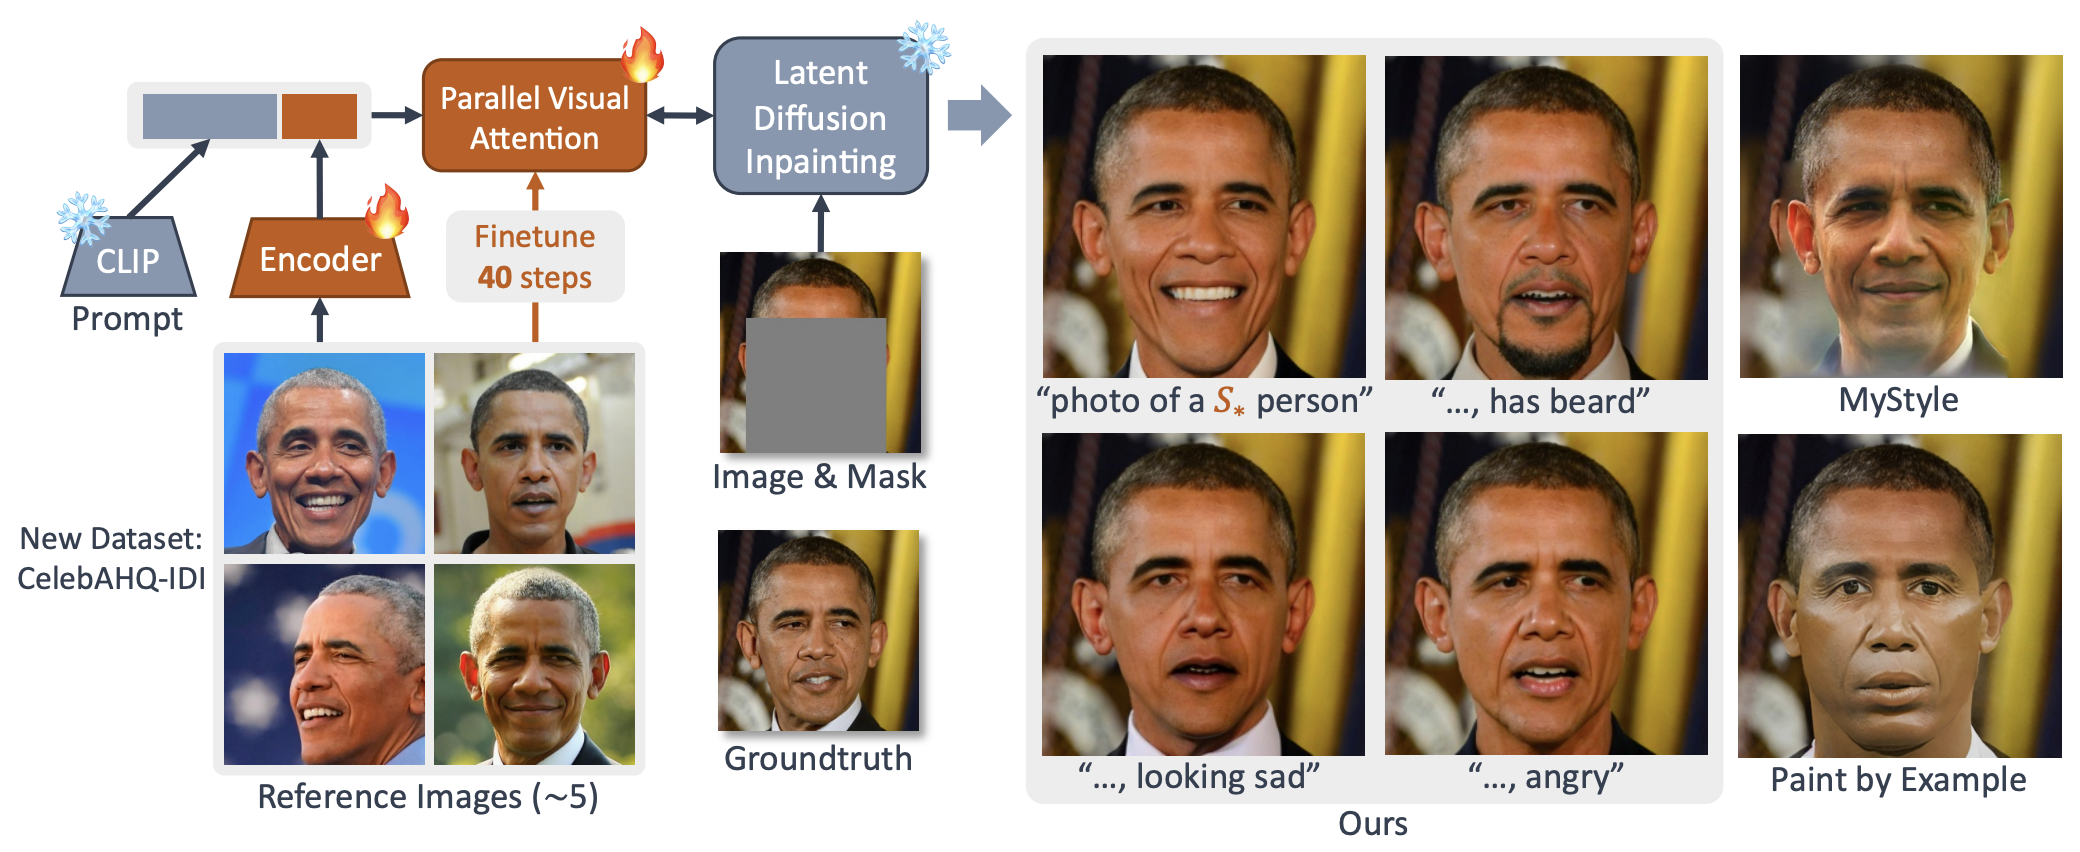 CLIP
Prompt
Encoder
Parallel Visual
Attention
Finetune
40 steps
Latent
Diffusion
Inpainting
New Dataset:
CelebAHQ-IDI
Reference Images (~5)
Image & Mask
Groundtruth
“photo of a S* person”
“..., has beard”
“..., looking sad”
“..., angry”
Ours
MyStyle
Paint by Example